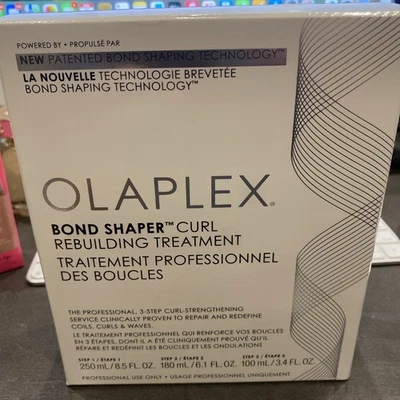 POWERED BY • PROPULSÉ PAR
NEW PATENTED BOND SHAPING TECHNOLOGY™
LA NOUVELLE TECHNOLOGIE BREVETÉE
BOND SHAPING TECHNOLOGY™
OLAPLEX®
BOND SHAPER™ CURL
REBUILDING TREATMENT
TRAITEMENT PROFESSIONNEL
DES BOUCLES
THE PROFESSIONAL, 3-STEP CURL-STRENGTHENING
SERVICE CLINICALLY PROVEN TO REPAIR AND REDEFINE
COILS, CURLS & WAVES.
LE TRAITEMENT PROFESSIONNEL QUI RENFORCE VOS BOUCLES
EN 3 ÉTAPES, DONT IL A ÉTÉ CLINIQUEMENT PROUVÉ QU'IL
RÉPARE ET REDÉFINIT LES BOUCLES ET LES ONDULATIONS.
STEP 1 / ÉTAPE 1 STEP 2 / ÉTAPE 2 STEP 3 / ÉTAPE 3
250 mL / 8.5 FL. OZ. 180 mL / 6.1 FL. OZ. 100 mL / 3.4 FL. OZ.
PROFESSIONAL USE ONLY • USAGE PROFESSIONNEL UNIQUEMENT